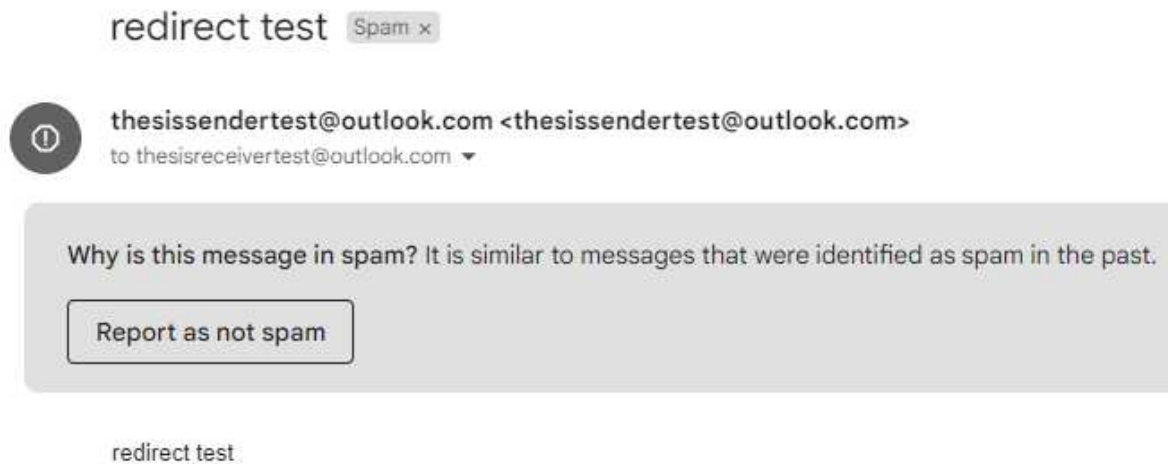 redirect test Spam ×
thesissendertest@outlook.com <thesissendertest@outlook.com>
to thesisreceivertest@outlook.com
Why is this message in spam? It is similar to messages that were identified as spam in the past.
Report as not spam
redirect test